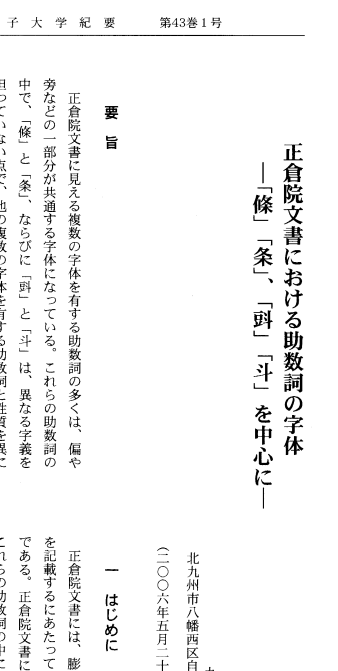 子大学紀要 第43巻1号
正倉院文書における助数詞の字体
―「條」「条」、「㪷」「斗」を中心に―
北九州市八幡西区自
(二〇〇六年五月二十
要 旨
正倉院文書に見える複数の字体を有する助数詞の多くは、偏や
旁などの一部分が共通する字体になっている。これらの助数詞の
中で、「條」と「条」、ならびに「㪷」と「斗」は、異なる字義を
担っていない点で、他の複数の字体を有する助数詞と性質を異に
一 はじめに
正倉院文書には、膨
を記載するにあたって
である。正倉院文書に
これらの助数詞の中に